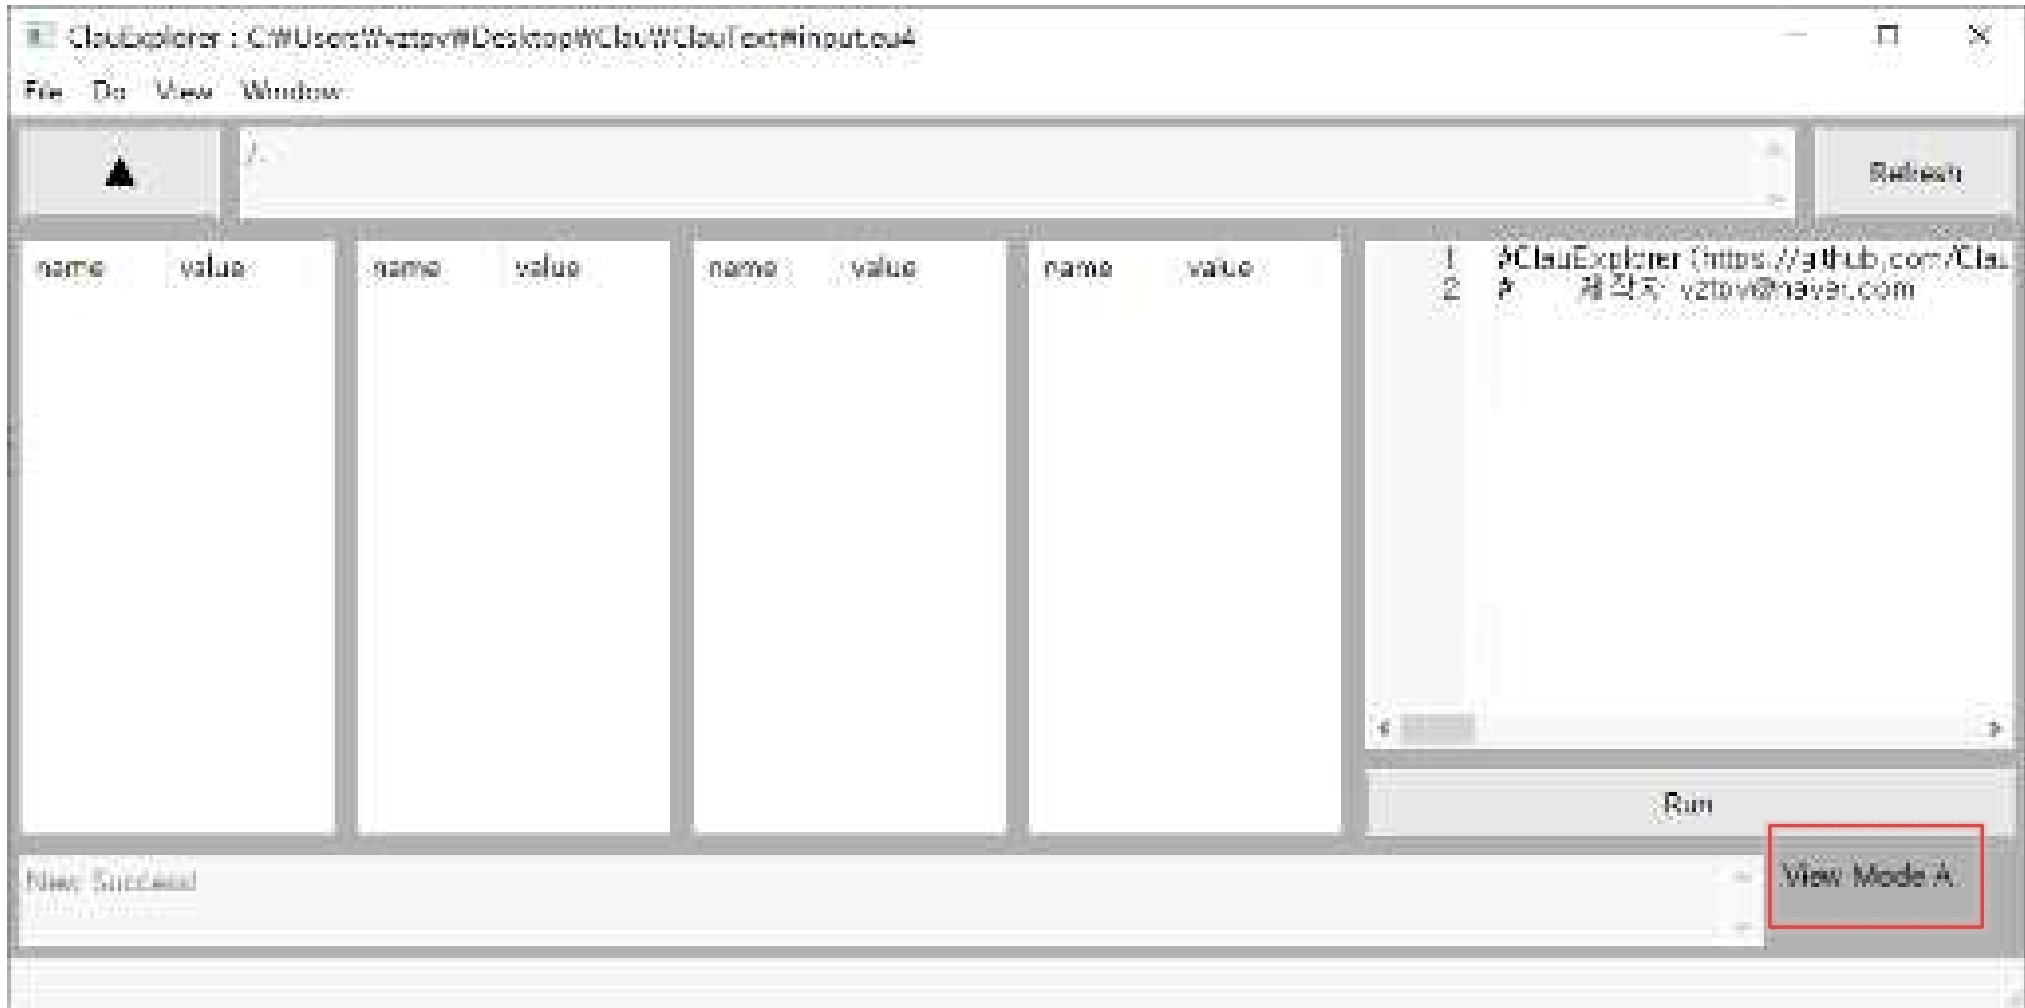 ClauExplorer : C:₩Users₩vztpv₩Desktop₩Clau₩ClauText₩input.eu4
File Do View Window
▲
/.
Refresh
name value name value name value name value
1 #ClauExplorer (https://github.com/Clau
2 # 제작자 vztpv@naver.com
Run
New Success!
View Mode A